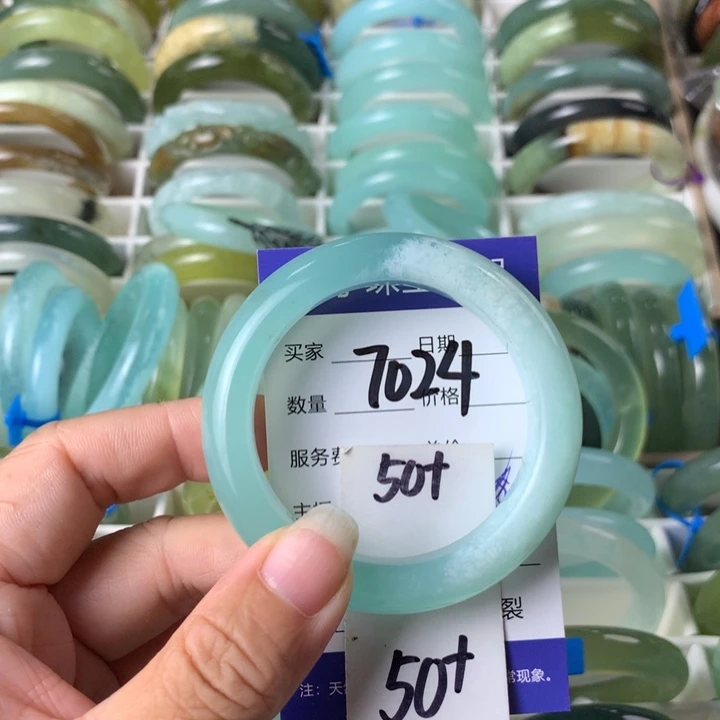 买家 日期
7024
数量 价格
服务费
50+
裂
50+
注：天 常现象。